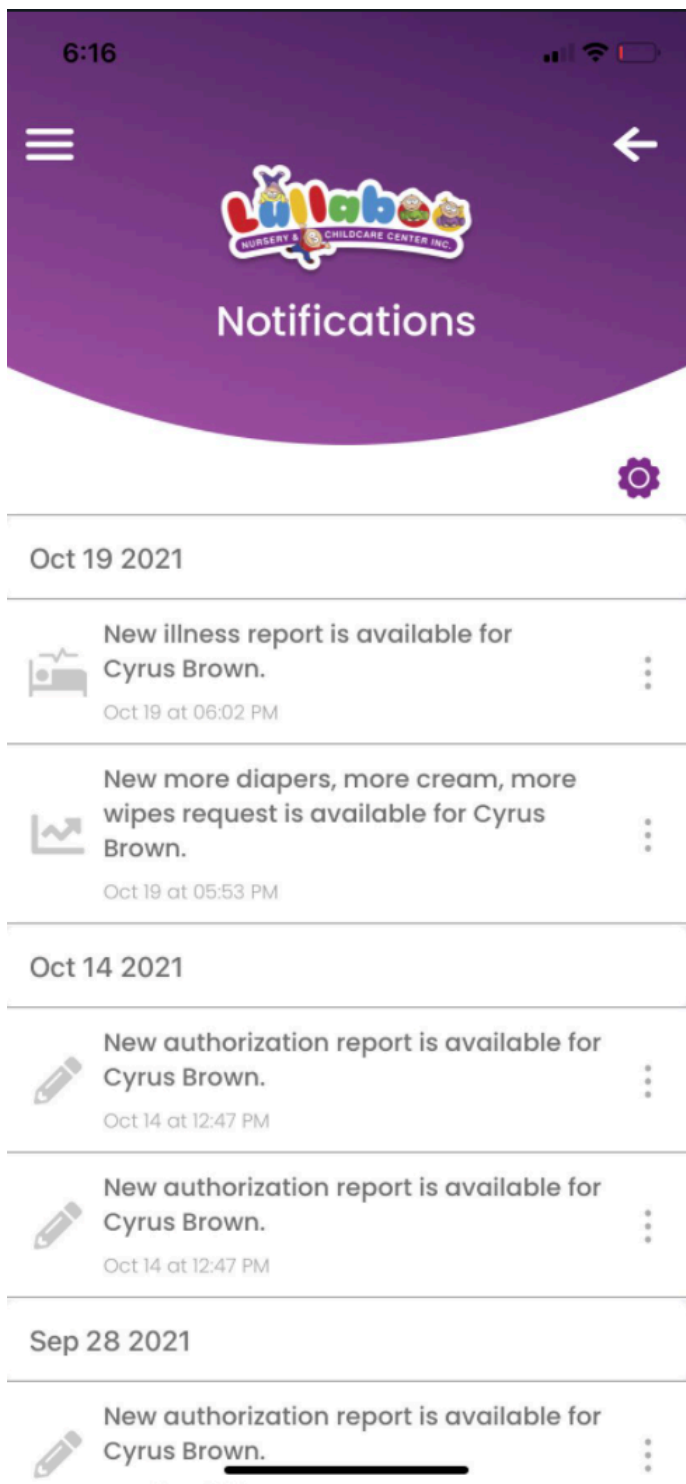 6:16
Lullaboo
NURSERY & CHILDCARE CENTER INC.
Notifications
Oct 19 2021
New illness report is available for
Cyrus Brown.
Oct 19 at 06:02 PM
New more diapers, more cream, more
wipes request is available for Cyrus
Brown.
Oct 19 at 05:53 PM
Oct 14 2021
New authorization report is available for
Cyrus Brown.
Oct 14 at 12:47 PM
New authorization report is available for
Cyrus Brown.
Oct 14 at 12:47 PM
Sep 28 2021
New authorization report is available for
Cyrus Brown.